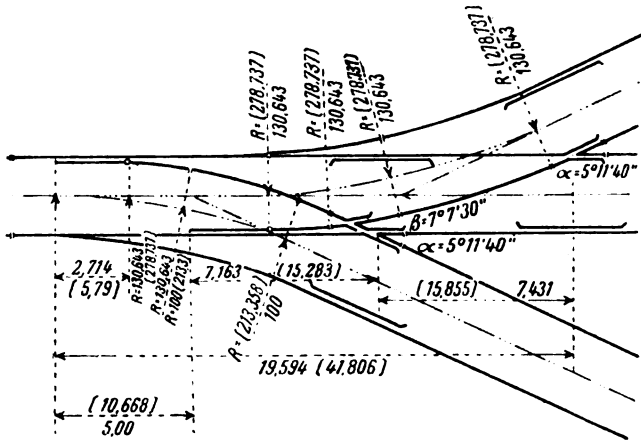 R=(278,737)
130,643
R=(278,737)
130,643
R=(278,737)
130,643
R=(278,737)
130,643
α=5°11'40"
β=7°7'30"
α=5°11'40"
2,714
(5,79)
R=130,643
(278,737)
R=130,643
R=100(213,3)
7,163
(15,283)
R=(213,358)
100
(15,855)
7,431
19,594 (41,806)
(10,668)
5,00